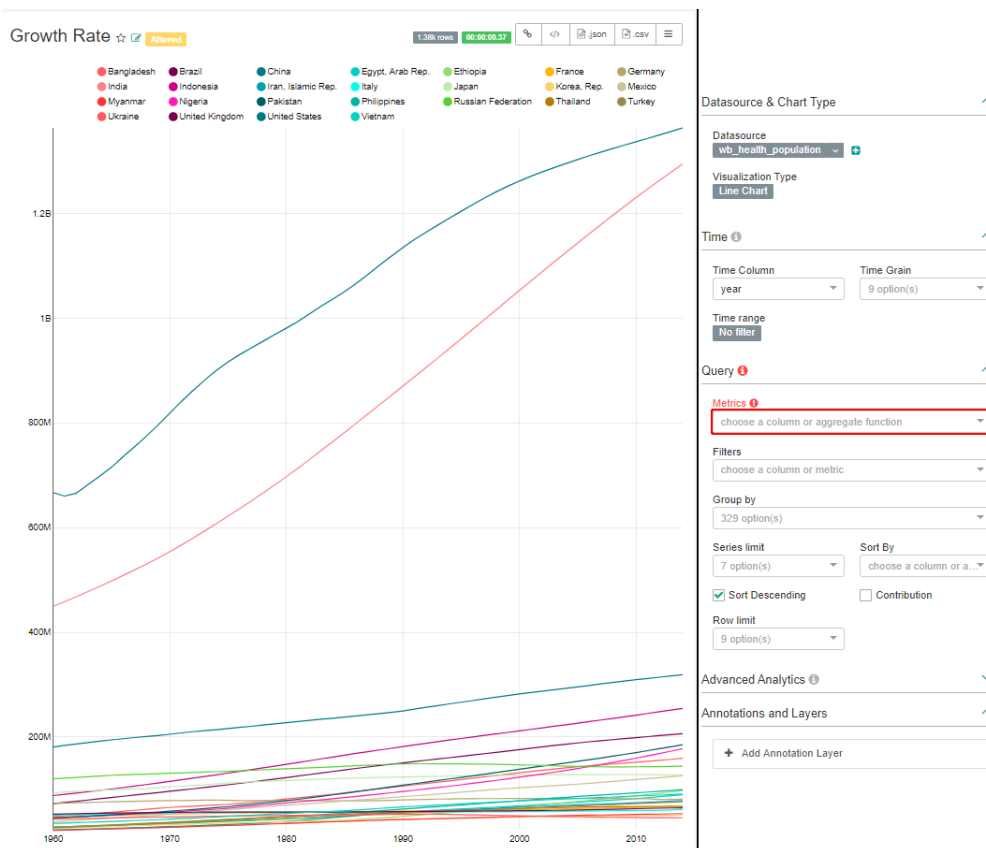 Growth Rate Altered 1.38k rows 00:00:00.37 </> .json .csv
Bangladesh Brazil China Egypt, Arab Rep. Ethiopia France Germany
India Indonesia Iran, Islamic Rep. Italy Japan Korea, Rep. Mexico
Myanmar Nigeria Pakistan Philippines Russian Federation Thailand Turkey
Ukraine United Kingdom United States Vietnam
1.2B
1B
800M
600M
400M
200M
1960 1970 1980 1990 2000 2010
Datasource & Chart Type
Datasource
wb_health_population
Visualization Type
Line Chart
Time
Time Column Time Grain
year 9 option(s)
Time range
No filter
Query
Metrics
choose a column or aggregate function
Filters
choose a column or metric
Group by
329 option(s)
Series limit Sort By
7 option(s) choose a column or a...
Sort Descending Contribution
Row limit
9 option(s)
Advanced Analytics
Annotations and Layers
+ Add Annotation Layer